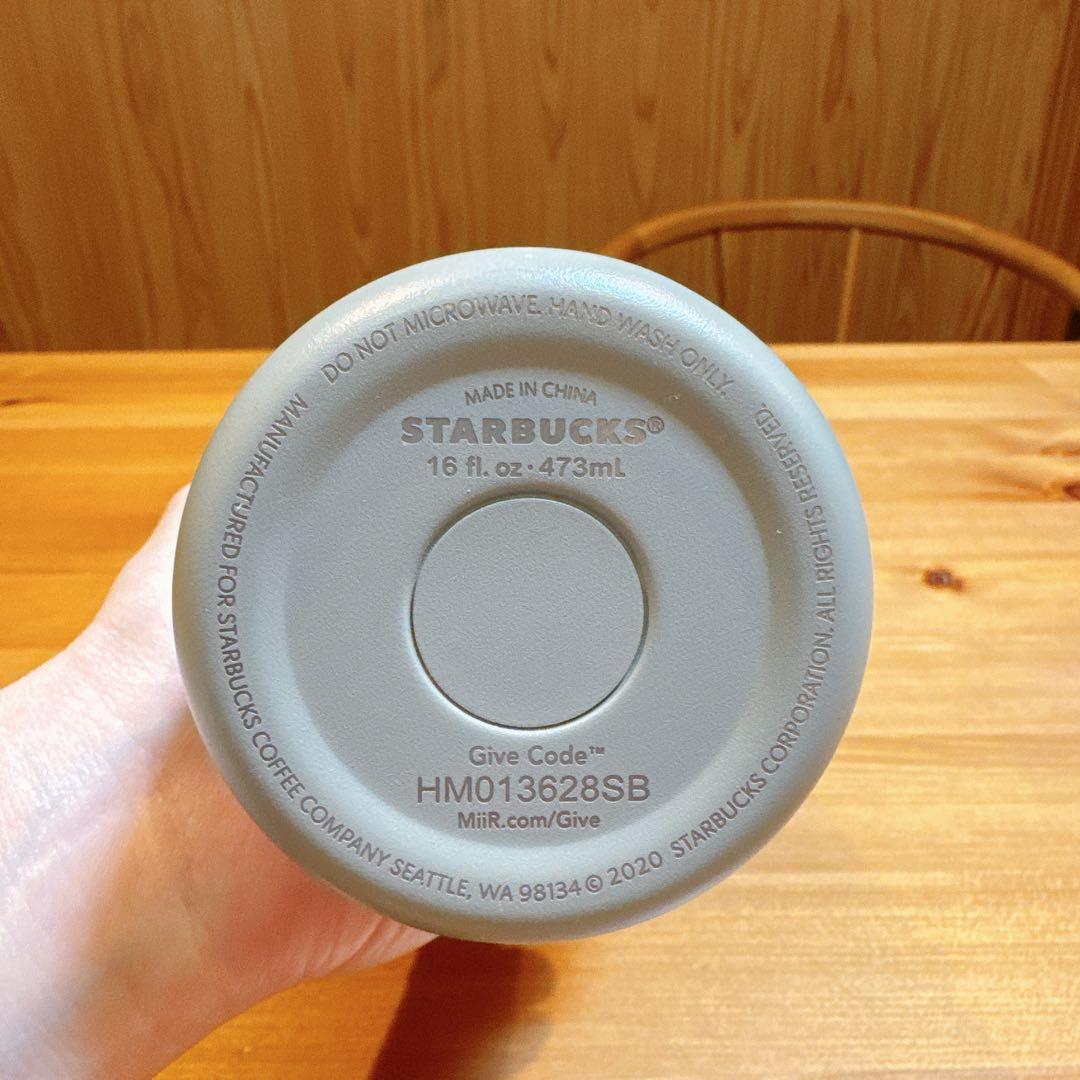 DO NOT MICROWAVE. HAND WASH ONLY.
MADE IN CHINA
STARBUCKS®
16 fl. oz · 473mL
Give Code™
HM013628SB
MiiR.com/Give
MANUFACTURED FOR STARBUCKS COFFEE COMPANY SEATTLE, WA 98134 © 2020 STARBUCKS CORPORATION. ALL RIGHTS RESERVED.